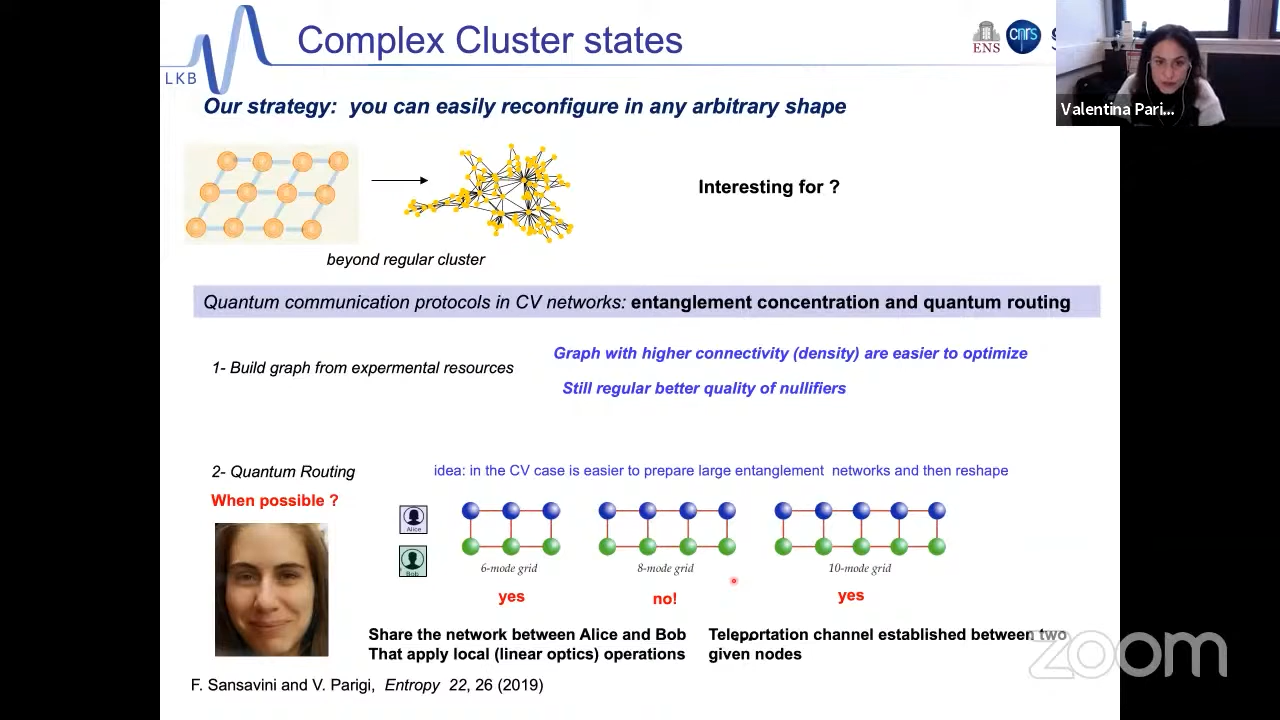 LKB
Complex Cluster states
ENS
cnrs
Valentina Pari...
Our strategy: you can easily reconfigure in any arbitrary shape
Interesting for ?
beyond regular cluster
Quantum communication protocols in CV networks: entanglement concentration and quantum routing
1- Build graph from expermental resources
Graph with higher connectivity (density) are easier to optimize
Still regular better quality of nullifiers
2- Quantum Routing
idea: in the CV case is easier to prepare large entanglement networks and then reshape
When possible ?
Alice
Bob
6-mode grid
8-mode grid
10-mode grid
yes
no!
yes
Share the network between Alice and Bob
That apply local (linear optics) operations
Teleportation channel established between two
given nodes
zoom
F. Sansavini and V. Parigi, Entropy 22, 26 (2019)